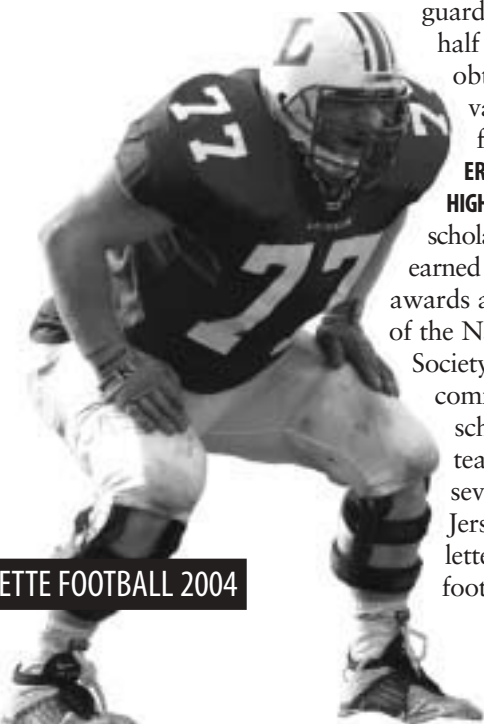 guard
half
obt
va
f
ER
HIGH
schola
earned
awards a
of the N
Society
comm
sch
tea
sev
Jers
lette
foot
ETTE FOOTBALL 2004
L
77
77